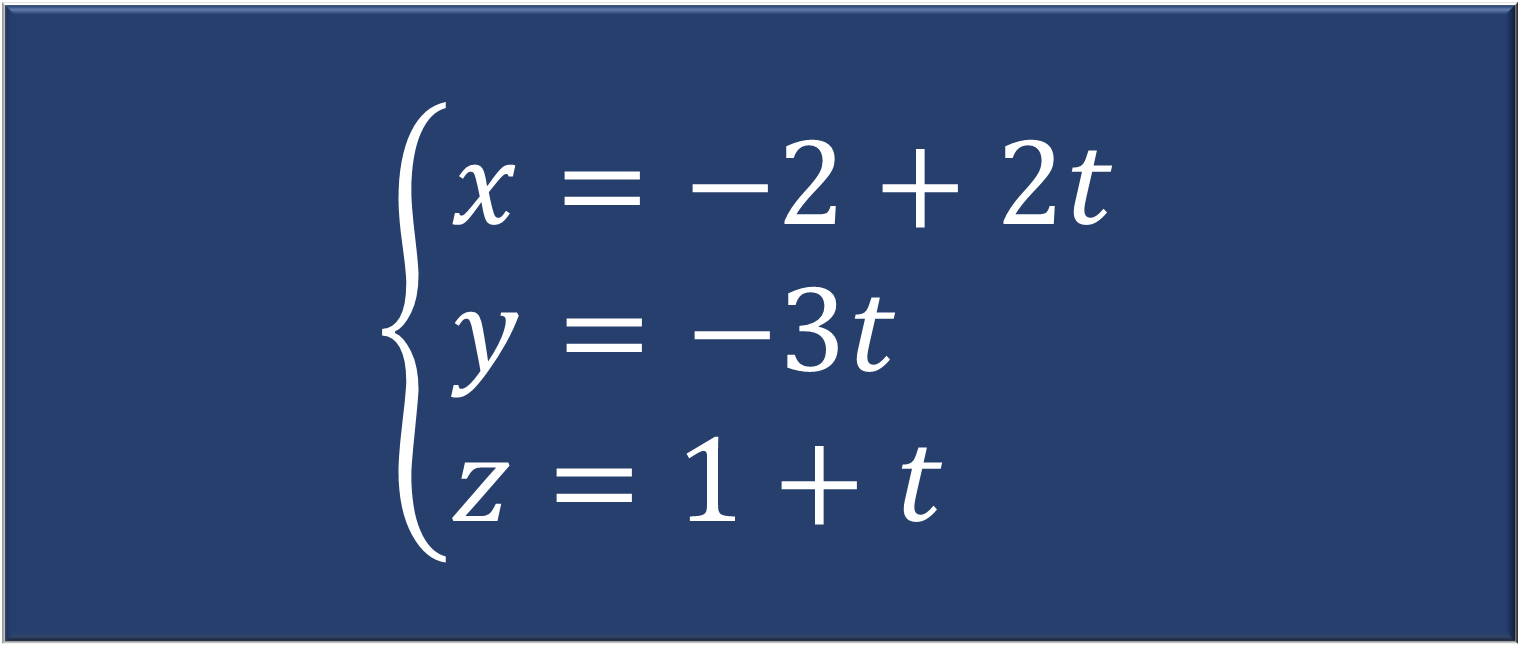 x = −2 + 2t
y = −3t
z = 1 + t